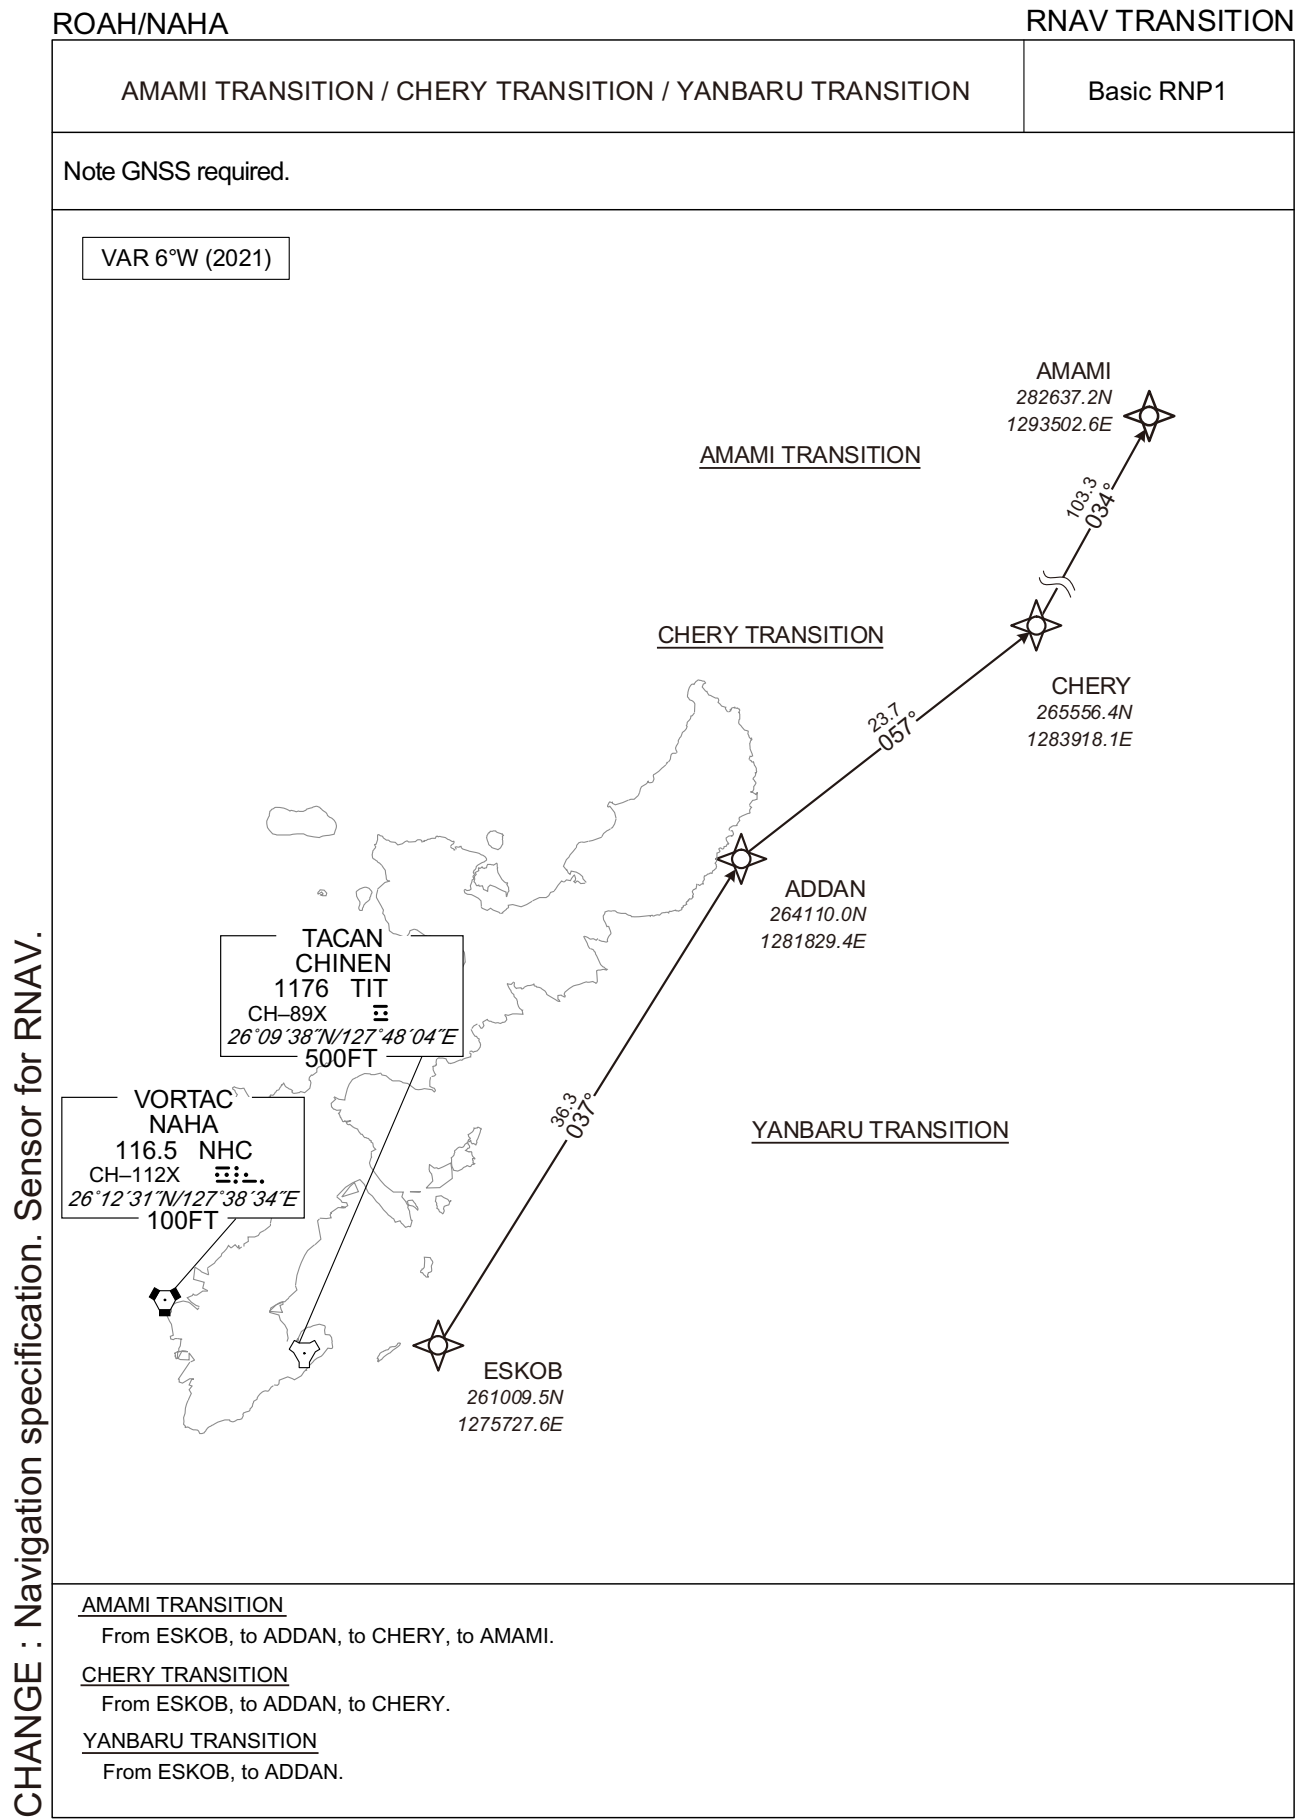 ROAH/NAHA
RNAV TRANSITION
AMAMI TRANSITION / CHERY TRANSITION / YANBARU TRANSITION
Basic RNP1
Note GNSS required.
VAR 6°W (2021)
AMAMI
282637.2N
1293502.6E
AMAMI TRANSITION
103.3
034°
CHERY TRANSITION
CHERY
265556.4N
1283918.1E
23.7
057°
ADDAN
264110.0N
1281829.4E
TACAN
CHINEN
1176 TIT
CH–89X
26°09′38″N/127°48′04″E
500FT
VORTAC
NAHA
116.5 NHC
CH–112X
26°12′31″N/127°38′34″E
100FT
36.3
037°
YANBARU TRANSITION
ESKOB
261009.5N
1275727.6E
AMAMI TRANSITION
From ESKOB, to ADDAN, to CHERY, to AMAMI.
CHERY TRANSITION
From ESKOB, to ADDAN, to CHERY.
YANBARU TRANSITION
From ESKOB, to ADDAN.
CHANGE : Navigation specification. Sensor for RNAV.